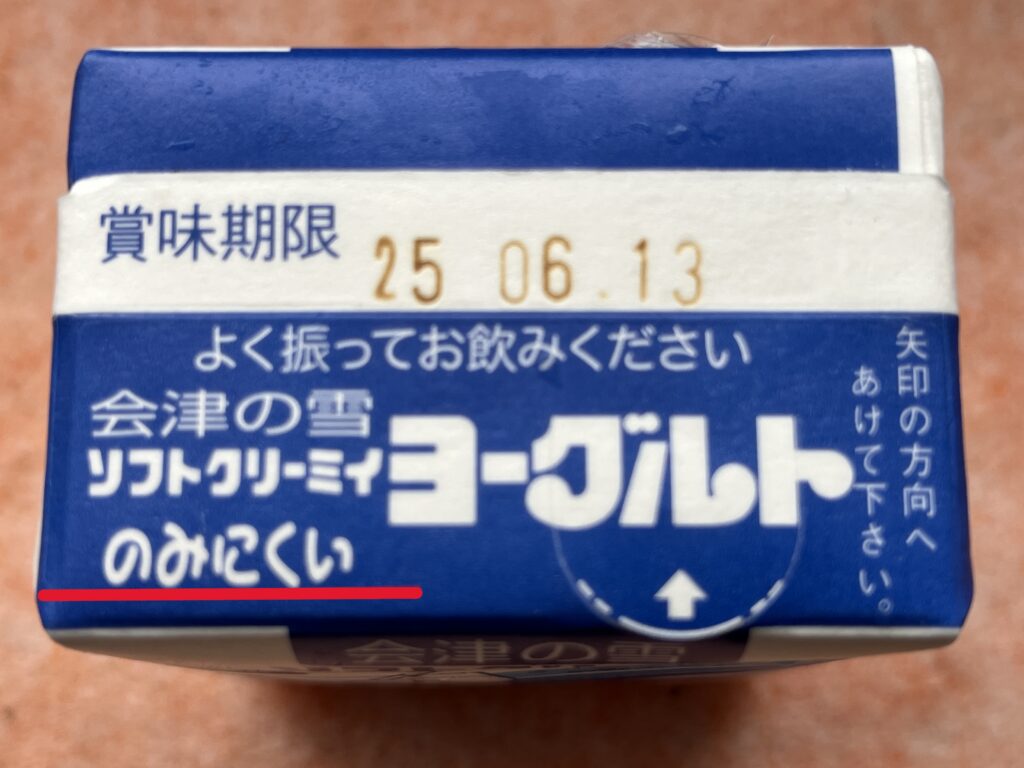 賞味期限 25 06.13
よく振ってお飲みください
会津の雪
ソフトクリーミィ
ヨーグルト
のみにくい
矢印の方向へ
あけて下さい。
会津の雪